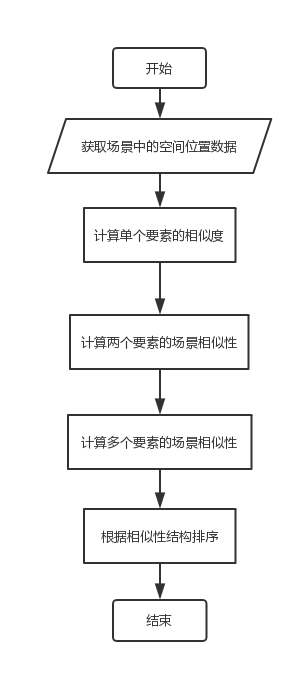 开始
获取场景中的空间位置数据
计算单个要素的相似度
计算两个要素的场景相似性
计算多个要素的场景相似性
根据相似性结构排序
结束